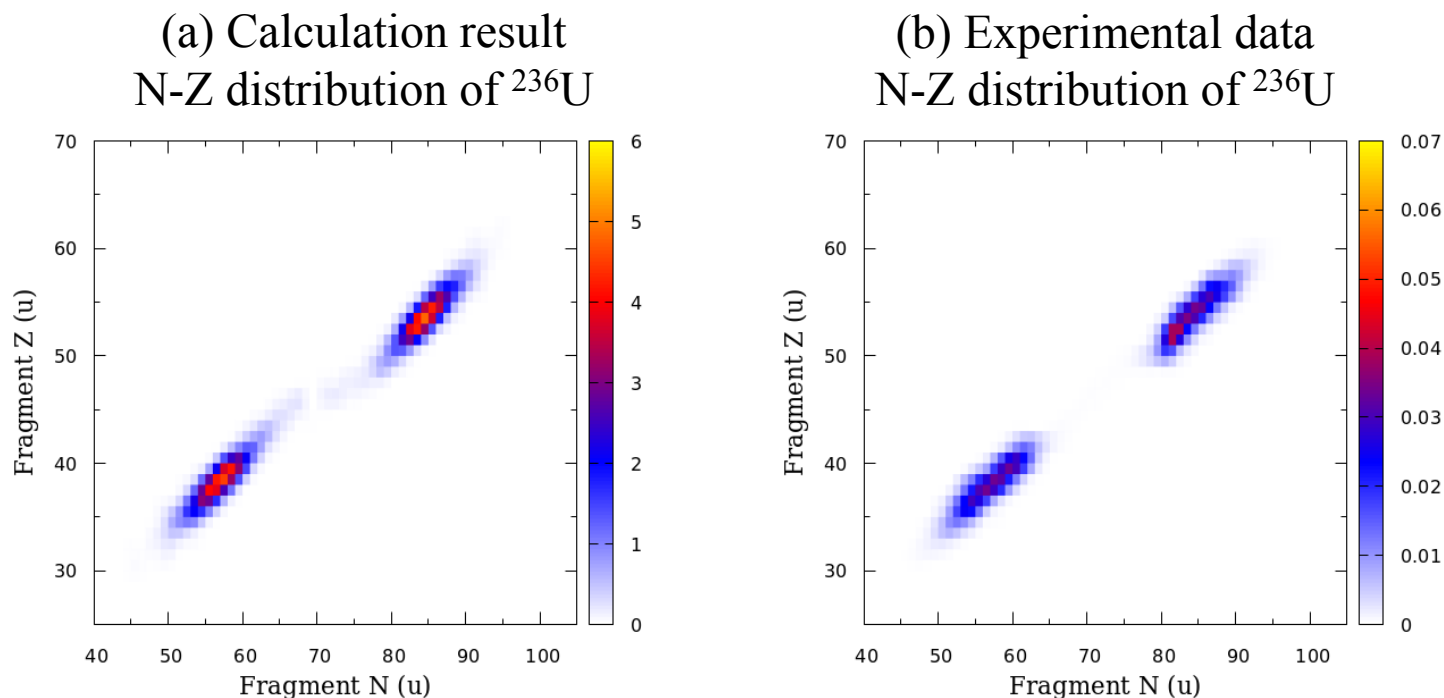 (a) Calculation result
N-Z distribution of ²³⁶U
70
60
50
40
30
Fragment Z (u)
40 50 60 70 80 90 100
Fragment N (u)
6
5
4
3
2
1
0
(b) Experimental data
N-Z distribution of ²³⁶U
70
60
50
40
30
Fragment Z (u)
40 50 60 70 80 90 100
Fragment N (u)
0.07
0.06
0.05
0.04
0.03
0.02
0.01
0